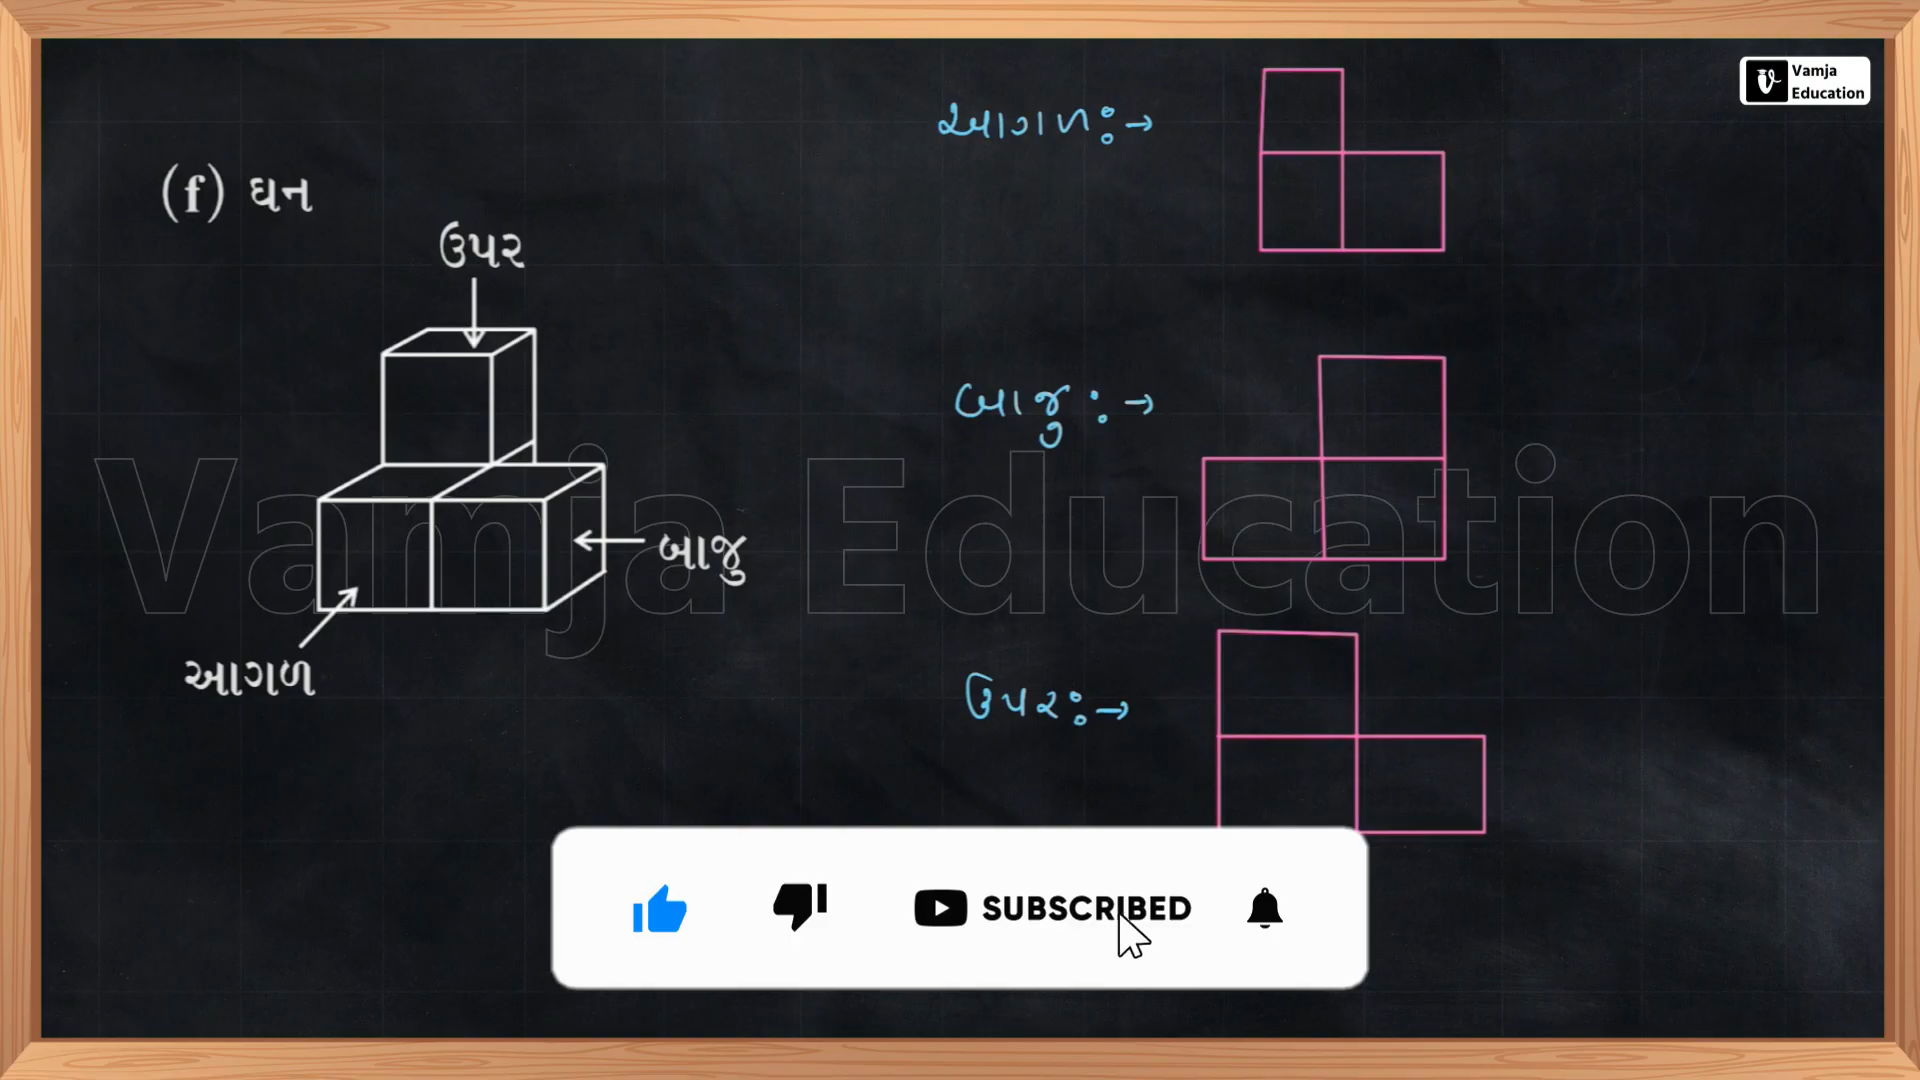 Vamja
Education
(f) ઘન
ઉપર
બાજુ
આગળ
આગળ:→
બાજુ:→
ઉપર:→
Vamja Education
SUBSCRIBED